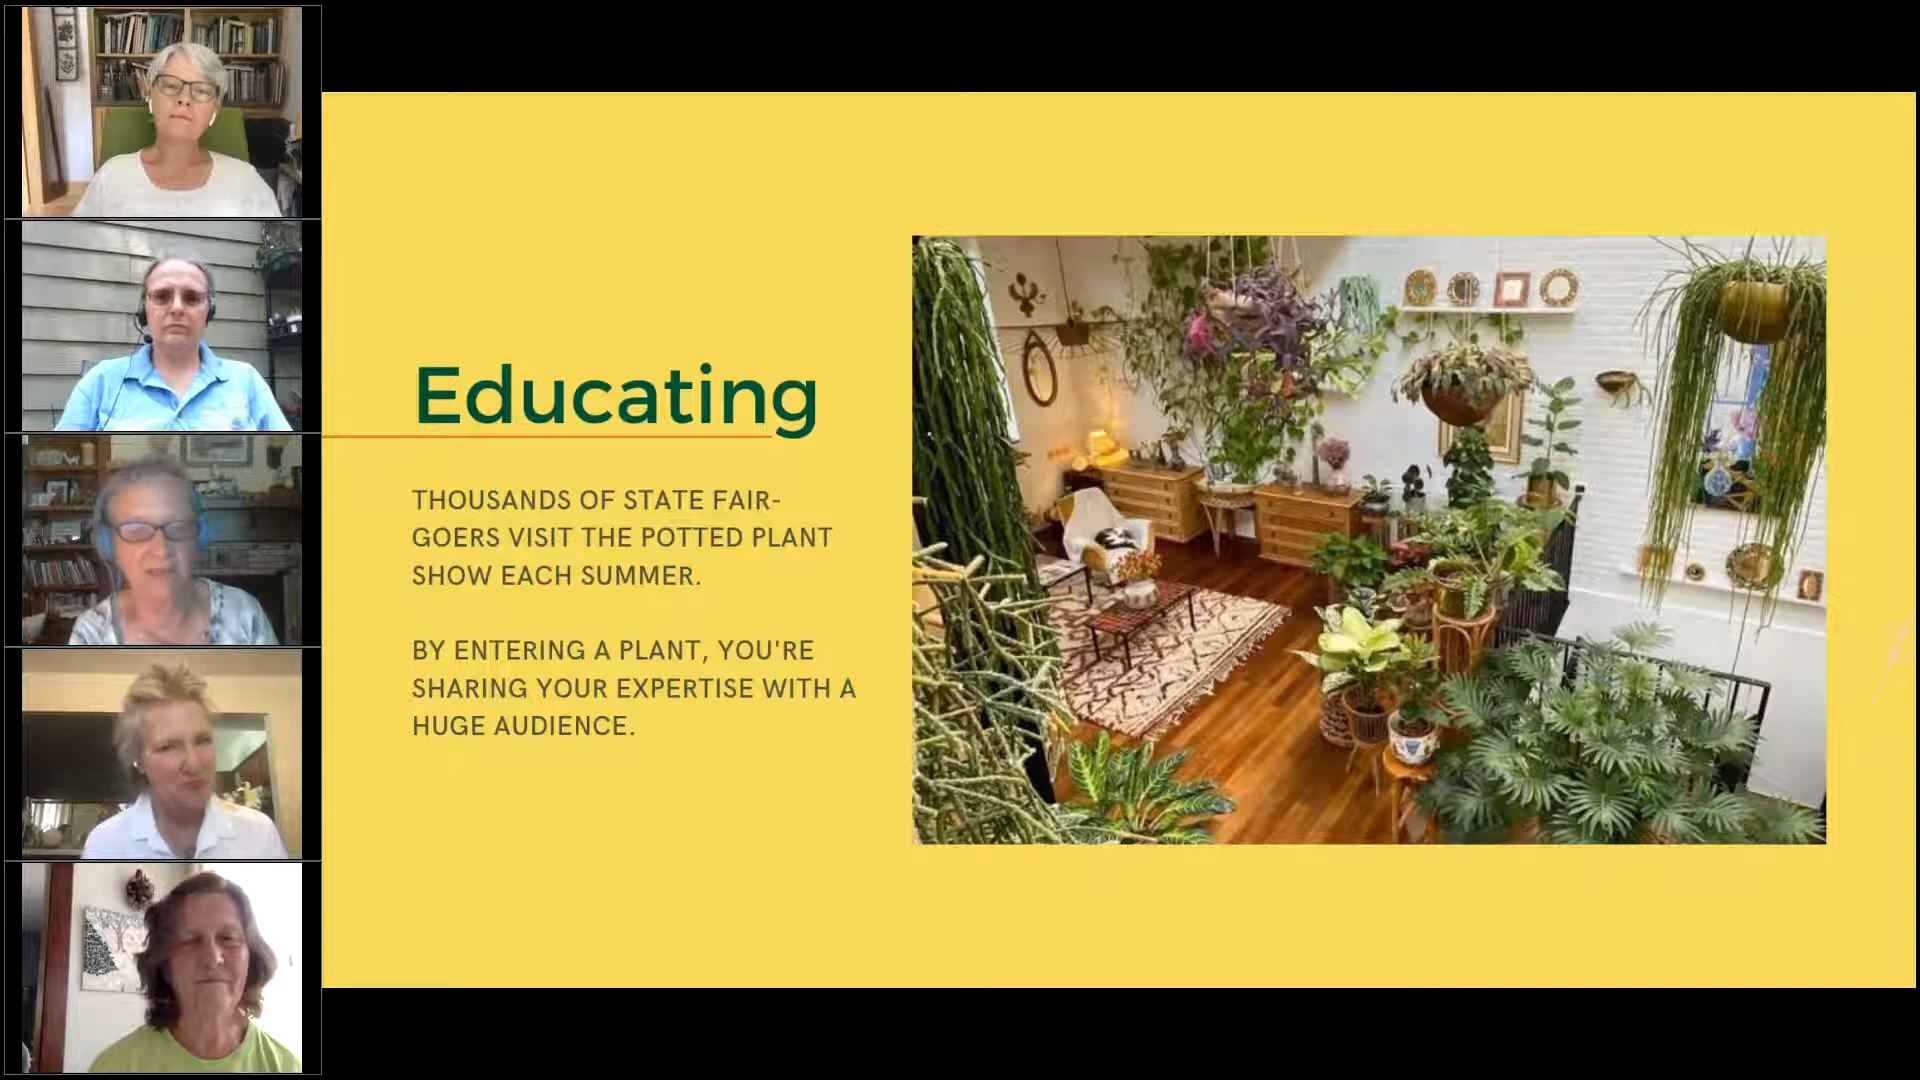 Educating
THOUSANDS OF STATE FAIR-
GOERS VISIT THE POTTED PLANT
SHOW EACH SUMMER.
BY ENTERING A PLANT, YOU'RE
SHARING YOUR EXPERTISE WITH A
HUGE AUDIENCE.